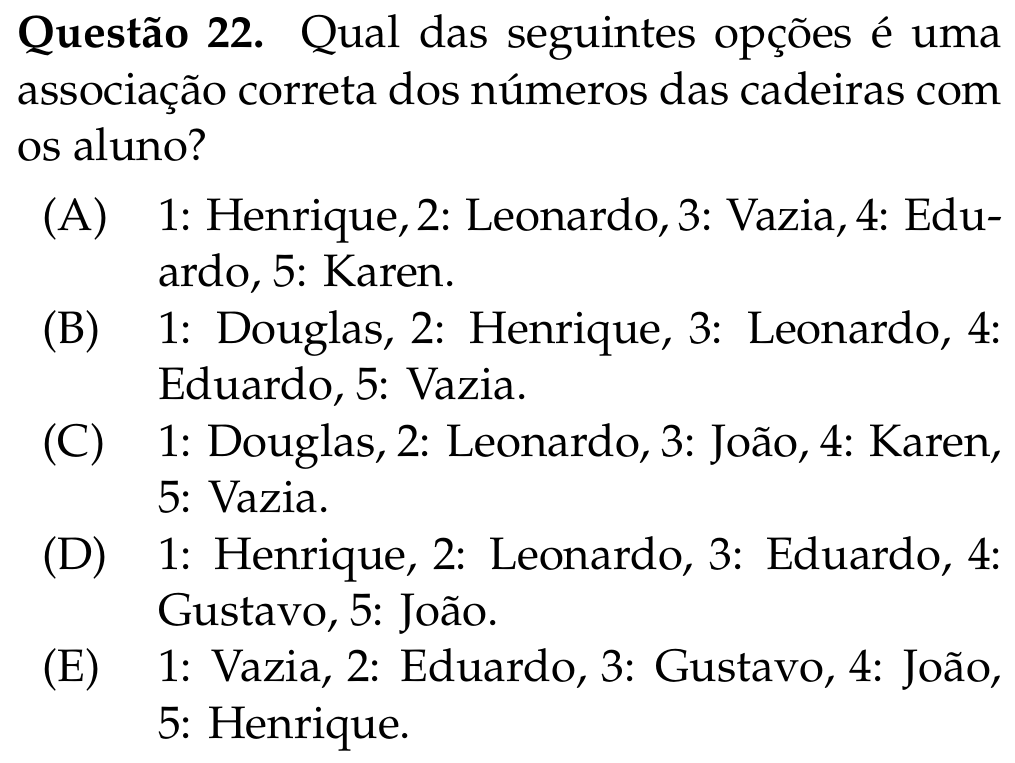 Questão 22. Qual das seguintes opções é uma
associação correta dos números das cadeiras com
os aluno?
(A) 1: Henrique, 2: Leonardo, 3: Vazia, 4: Edu-
ardo, 5: Karen.
(B) 1: Douglas, 2: Henrique, 3: Leonardo, 4:
Eduardo, 5: Vazia.
(C) 1: Douglas, 2: Leonardo, 3: João, 4: Karen,
5: Vazia.
(D) 1: Henrique, 2: Leonardo, 3: Eduardo, 4:
Gustavo, 5: João.
(E) 1: Vazia, 2: Eduardo, 3: Gustavo, 4: João,
5: Henrique.